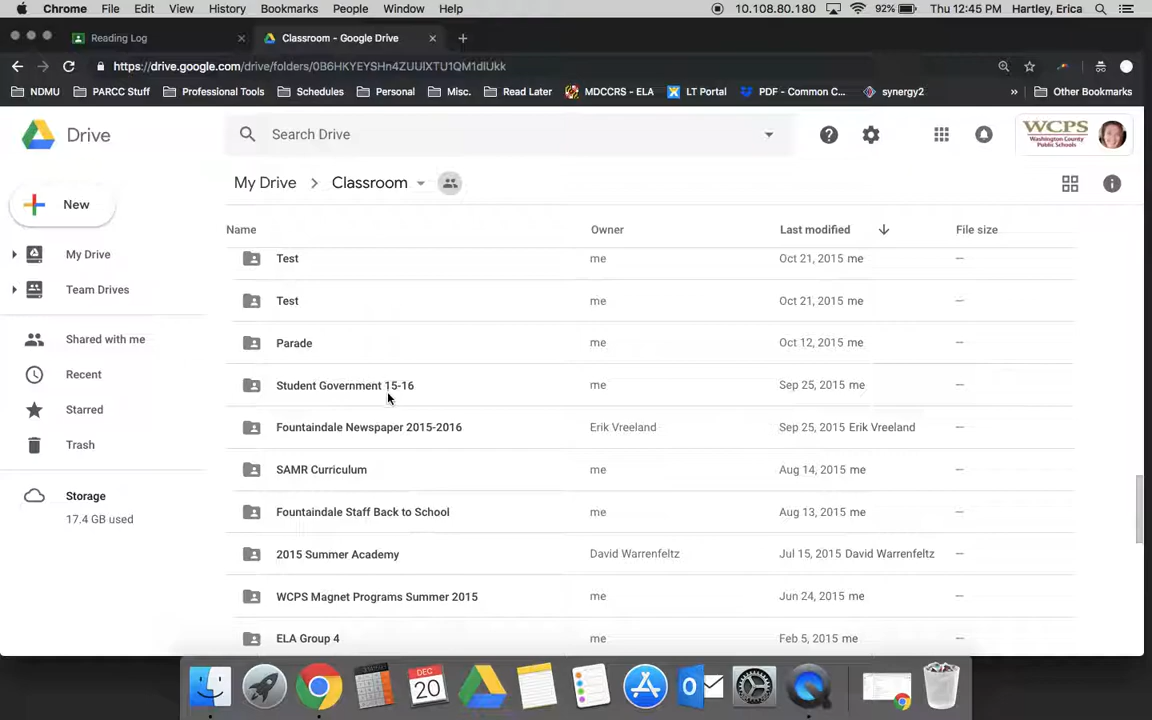 Chrome File Edit View History Bookmarks People Window Help 10.108.80.180 92% Thu 12:45 PM Hartley, Erica
Reading Log Classroom - Google Drive
https://drive.google.com/drive/folders/0B6HKYEYSHn4ZUUlXTU1QM1dIUkk
NDMU PARCC Stuff Professional Tools Schedules Personal Misc. Read Later MDCCRS - ELA LT Portal PDF - Common C... synergy2 » Other Bookmarks
Drive Search Drive WCPS
Washington County
Public Schools
My Drive > Classroom
New
Name Owner Last modified File size
My Drive
Team Drives
Shared with me
Recent
Starred
Trash
Storage
17.4 GB used
Test me Oct 21, 2015 me —
Test me Oct 21, 2015 me —
Parade me Oct 12, 2015 me —
Student Government 15-16 me Sep 25, 2015 me —
Fountaindale Newspaper 2015-2016 Erik Vreeland Sep 25, 2015 Erik Vreeland —
SAMR Curriculum me Aug 14, 2015 me —
Fountaindale Staff Back to School me Aug 13, 2015 me —
2015 Summer Academy David Warrenfeltz Jul 15, 2015 David Warrenfeltz —
WCPS Magnet Programs Summer 2015 me Jun 24, 2015 me —
ELA Group 4 me Feb 5, 2015 me —
DEC
20